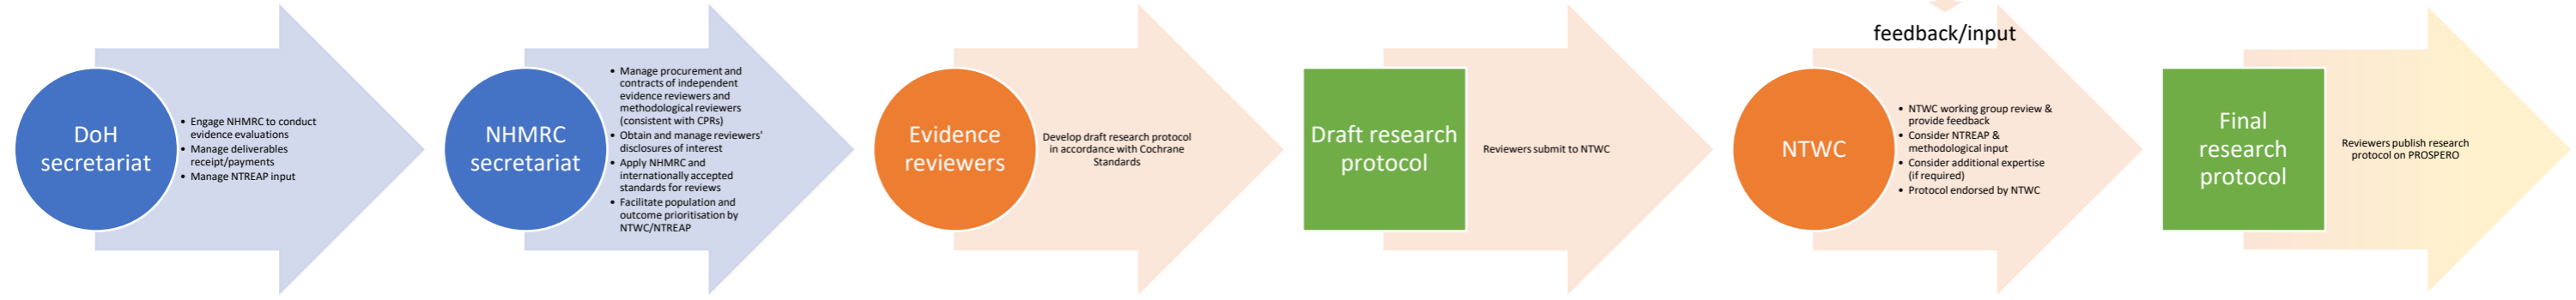 DoH
secretariat
• Engage NHMRC to conduct
evidence evaluations
• Manage deliverables
receipt/payments
• Manage NTREAP input
NHMRC
secretariat
• Manage procurement and
contracts of independent
evidence reviewers and
methodological reviewers
(consistent with CPRs)
• Obtain and manage reviewers'
disclosures of interest
• Apply NHMRC and
internationally accepted
standards for reviews
• Facilitate population and
outcome prioritisation by
NTWC/NTREAP
Evidence
reviewers
Develop draft research protocol
in accordance with Cochrane
Standards
Draft research
protocol
Reviewers submit to NTWC
feedback/input
NTWC
• NTWC working group review &
provide feedback
• Consider NTREAP &
methodological input
• Consider additional expertise
(if required)
• Protocol endorsed by NTWC
Final
research
protocol
Reviewers publish research
protocol on PROSPERO